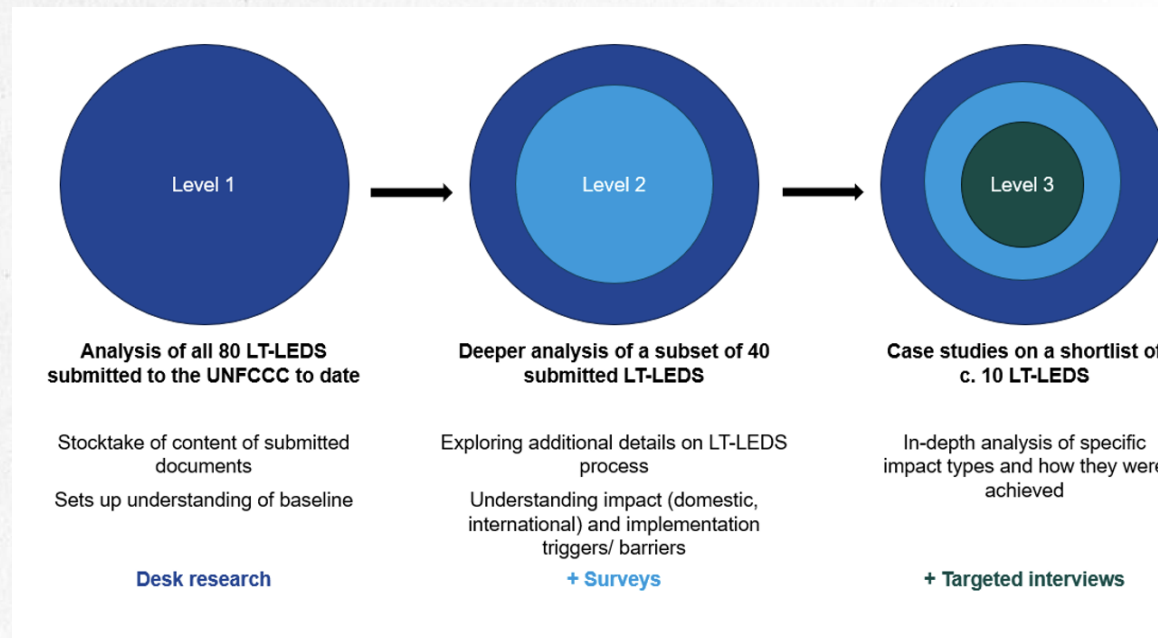 Level 1
Level 2
Level 3
Analysis of all 80 LT-LEDS
submitted to the UNFCCC to date
Stocktake of content of submitted
documents
Sets up understanding of baseline
Desk research
Deeper analysis of a subset of 40
submitted LT-LEDS
Exploring additional details on LT-LEDS
process
Understanding impact (domestic,
international) and implementation
triggers/ barriers
+ Surveys
Case studies on a shortlist of
c. 10 LT-LEDS
In-depth analysis of specific
impact types and how they were
achieved
+ Targeted interviews